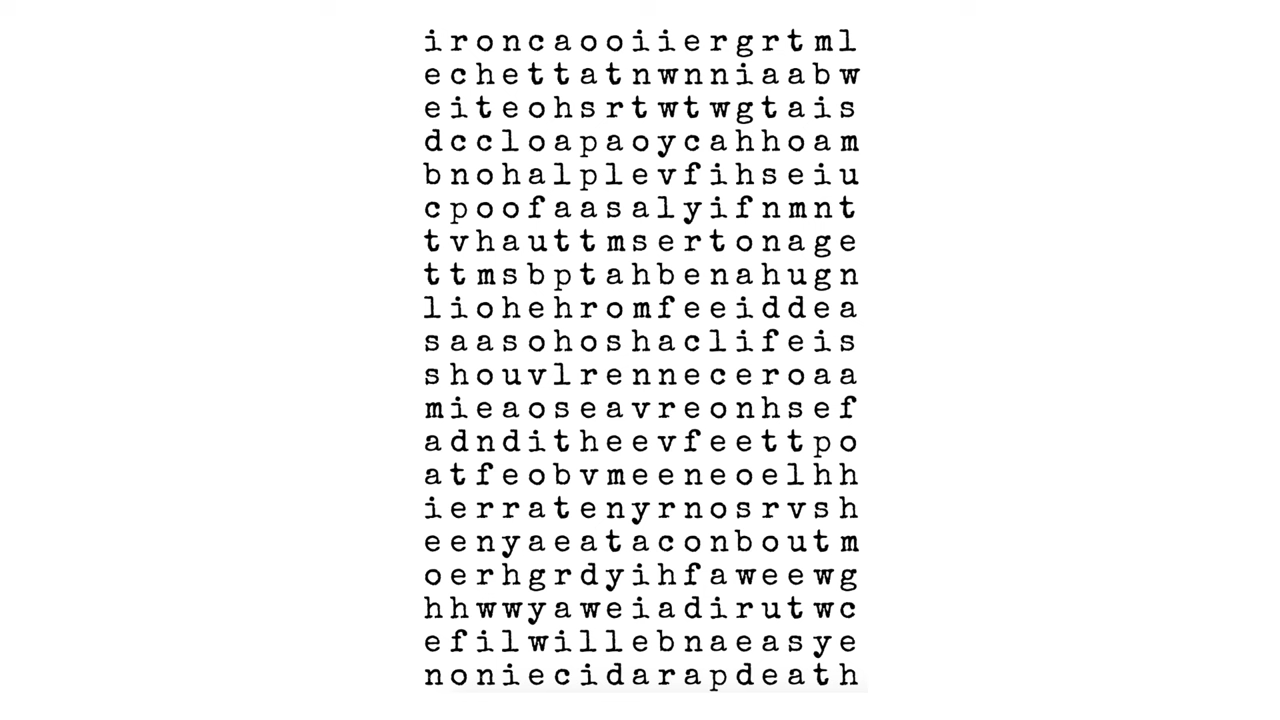 ironcaooiiergrtml
echettatnwnniaabw
eiteohsrtwtwgtais
dccloapaoycahhoam
bnohalplevfihseiu
cpoofaasalyifnmnt
tvhauttmsertonage
ttmsbptahbenahugn
liohehromfeeiddea
saasohoshaclifeis
shouvlrenneceroaa
mieaoseavreonhsef
adnditheevfeettpo
atfeobvmeeneoelhh
ierratenyrnosrvsh
eenyaeataconboutm
oerhgrdyihfaweewg
hhwwyaweiadirutwc
efilwillebnaeasye
noniecidarapdeath